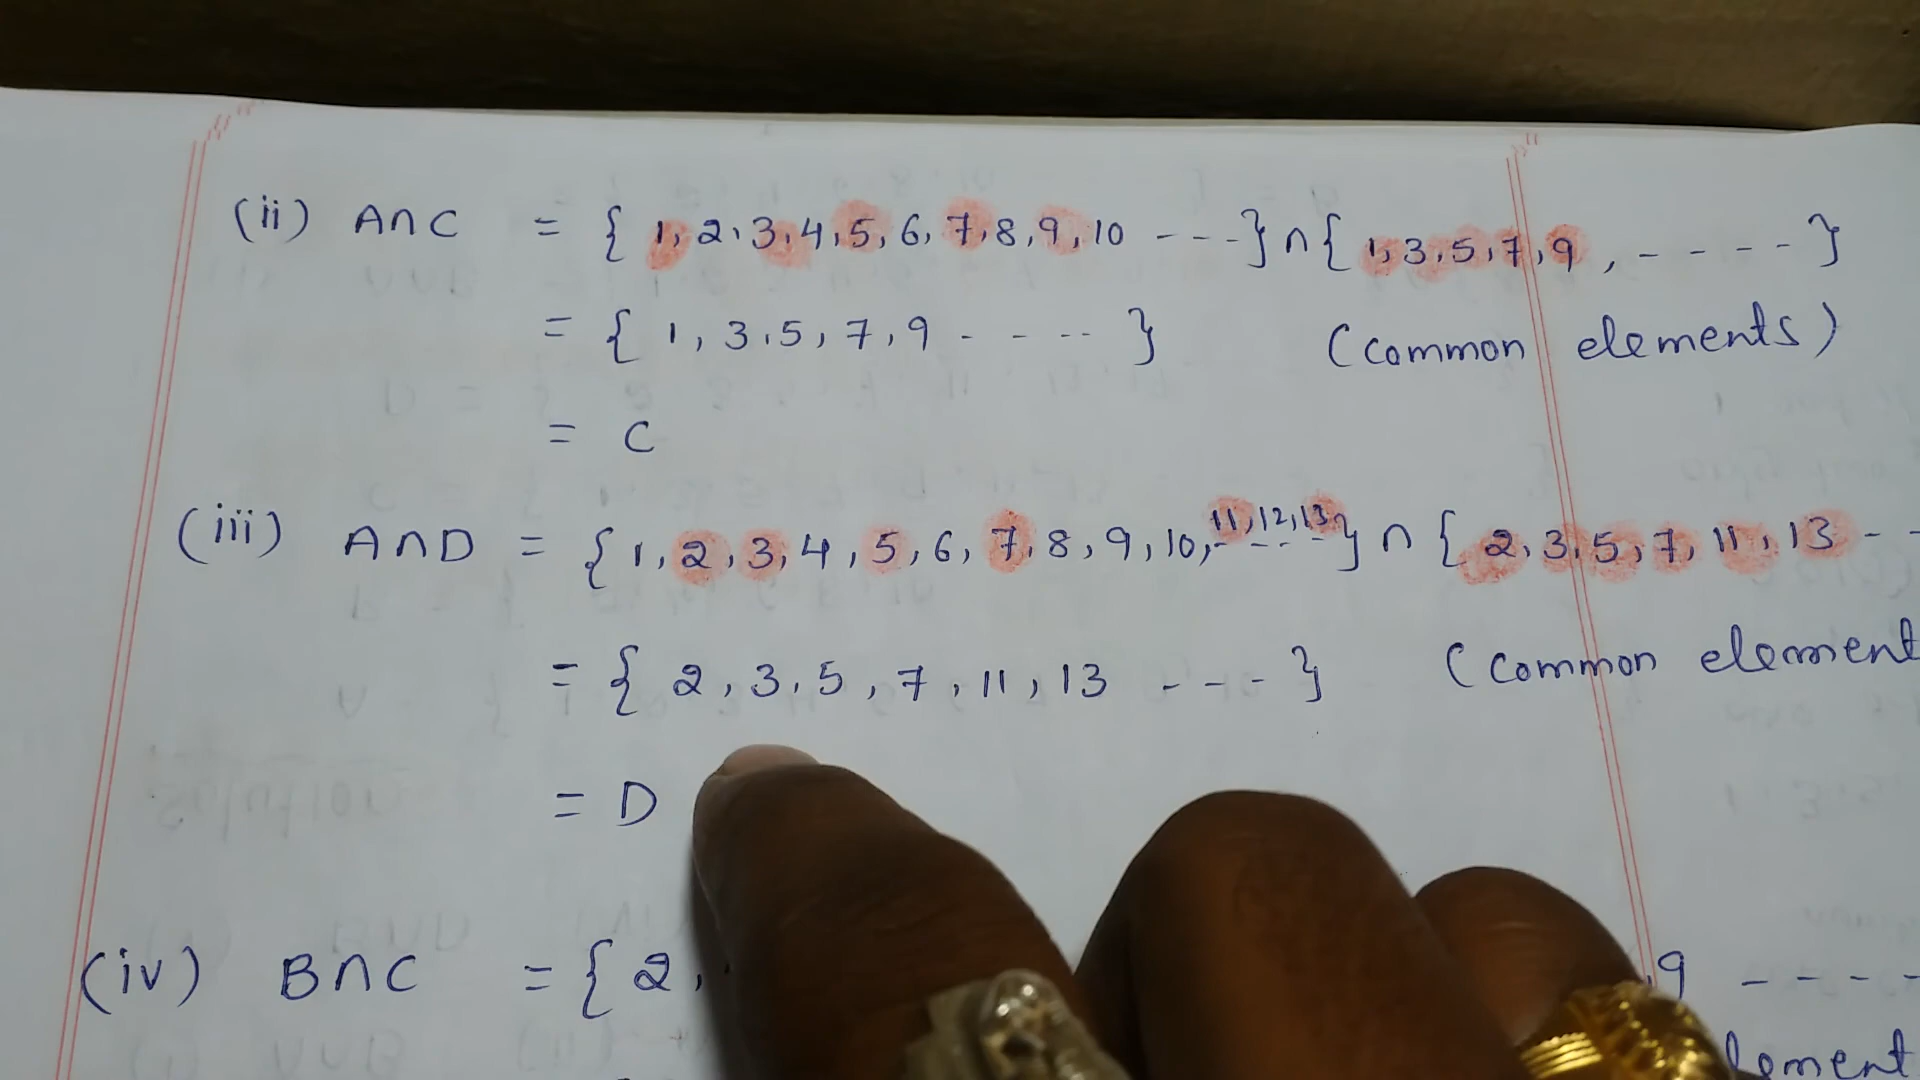 (ii) A∩C = { 1, 2, 3, 4, 5, 6, 7, 8, 9, 10 - - - } ∩ { 1, 3, 5, 7, 9, - - - - }
= { 1, 3, 5, 7, 9 - - - - } (common elements)
= C
(iii) A∩D = { 1, 2, 3, 4, 5, 6, 7, 8, 9, 10, 11, 12, 13 - - - - } ∩ { 2, 3, 5, 7, 11, 13 - -
= { 2, 3, 5, 7, 11, 13 - - - } (common element
= D
(iv) B∩C = { 2, , 9 - - - -
lement